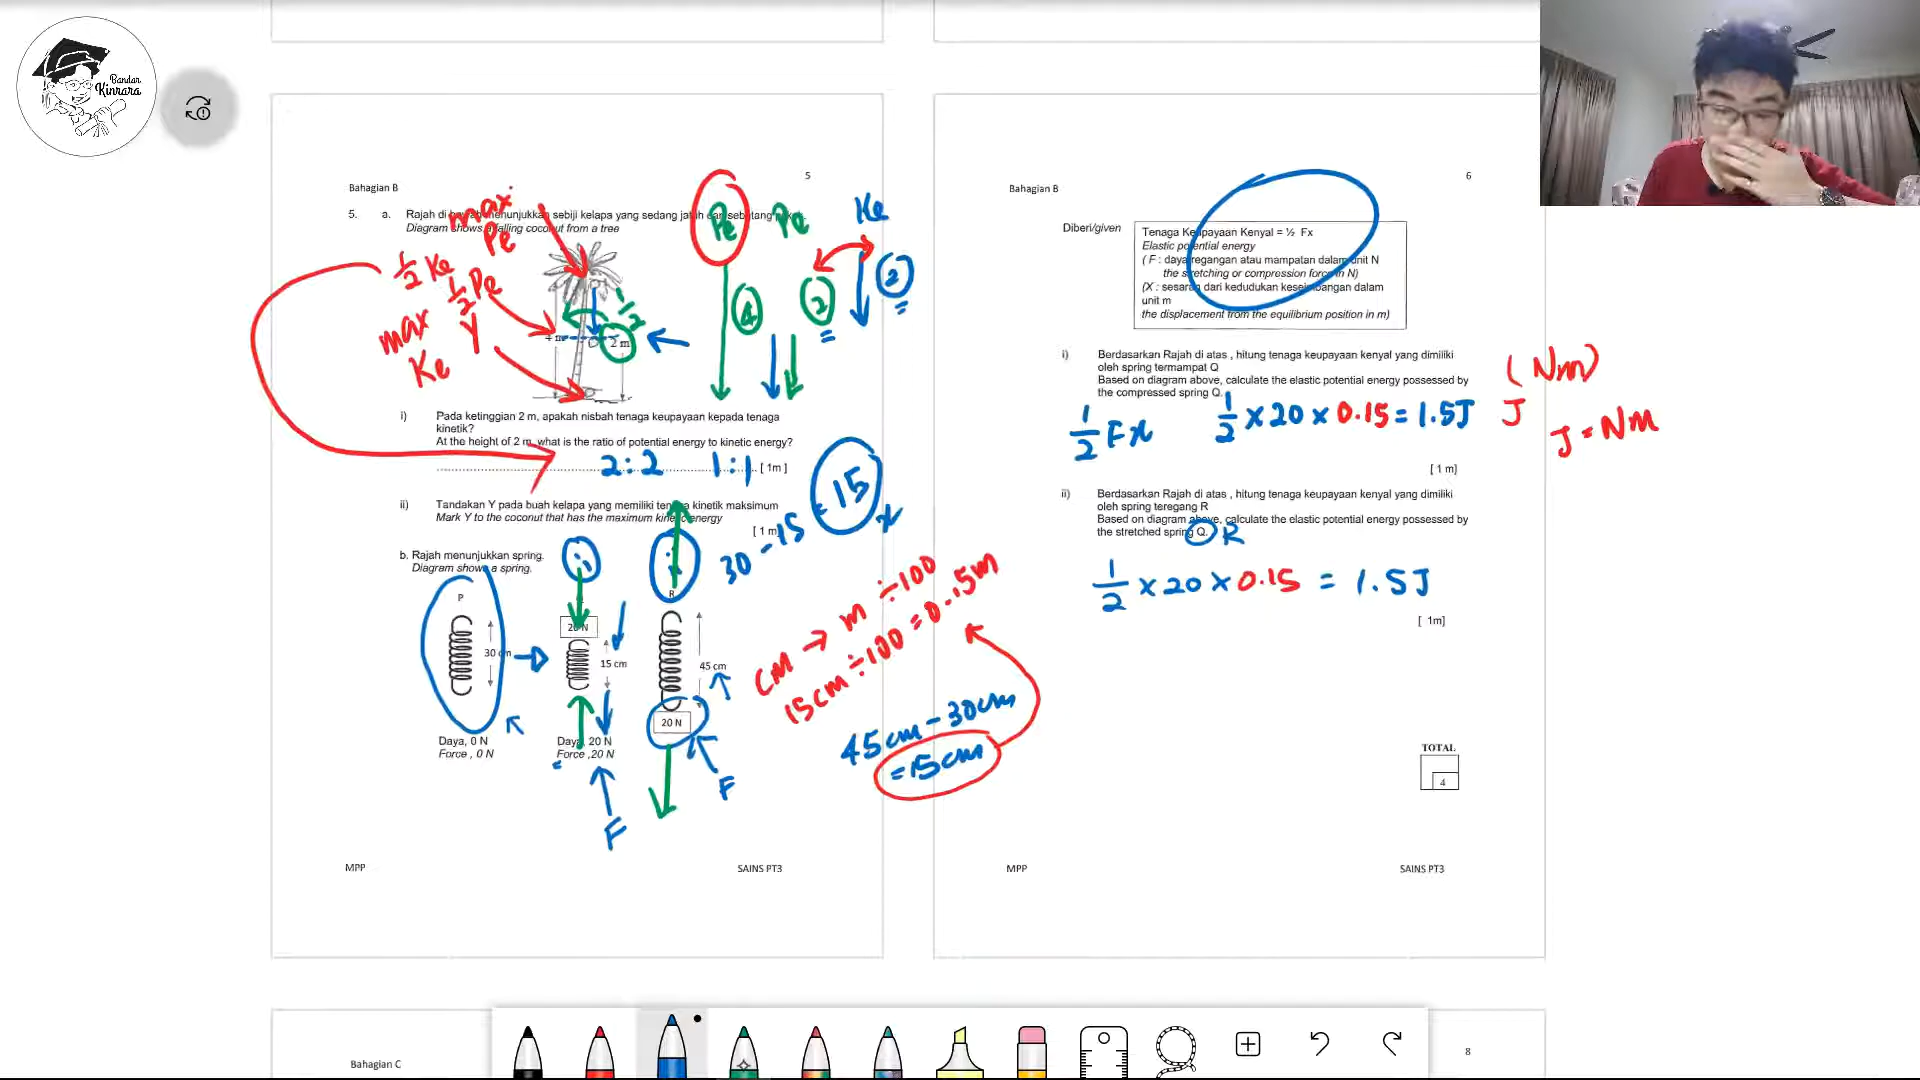 Bandar
Kinrara
5
Bahagian B
5. a. Rajah di menunjukkan sebiji kelapa yang sedang jatuh dari sebatang
Diagram shows a falling coconut from a tree
max
Pe
½ Ke
½ Pe
max
Ke
Y
½
4 m
2 m
Pe
Pe
Ke
4
2
2
i) Pada ketinggian 2 m, apakah nisbah tenaga keupayaan kepada tenaga
kinetik?
At the height of 2 m, what is the ratio of potential energy to kinetic energy?
2:2 1:1 [ 1m ]
ii) Tandakan Y pada buah kelapa yang memiliki tenaga kinetik maksimum
Mark Y to the coconut that has the maximum kinetic energy
[ 1 m]
30 - 15 = 15
x
b. Rajah menunjukkan spring.
Diagram shows a spring.
P
R
20 N
30 cm
15 cm
45 cm
20 N
Daya, 0 N
Force , 0 N
Daya, 20 N
Force ,20 N
F
F
cm → m ÷100
15cm ÷100 = 0.15m
45cm - 30cm
=15cm
MPP
SAINS PT3
6
Bahagian B
Diberi/given
Tenaga Keupayaan Kenyal = ½ Fx
Elastic potential energy
( F : daya regangan atau mampatan dalam unit N
the stretching or compression force in N)
(X : sesaran dari kedudukan keseimbangan dalam
unit m
the displacement from the equilibrium position in m)
i) Berdasarkan Rajah di atas , hitung tenaga keupayaan kenyal yang dimiliki
oleh spring termampat Q
Based on diagram above, calculate the elastic potential energy possessed by
the compressed spring Q.
½ Fx ½ × 20 × 0.15 = 1.5J
(Nm)
J
J = Nm
[ 1 m]
ii) Berdasarkan Rajah di atas , hitung tenaga keupayaan kenyal yang dimiliki
oleh spring teregang R
Based on diagram above, calculate the elastic potential energy possessed by
the stretched spring Q. R
½ × 20 × 0.15 = 1.5J
[ 1m]
TOTAL
4
MPP
SAINS PT3
Bahagian C
8